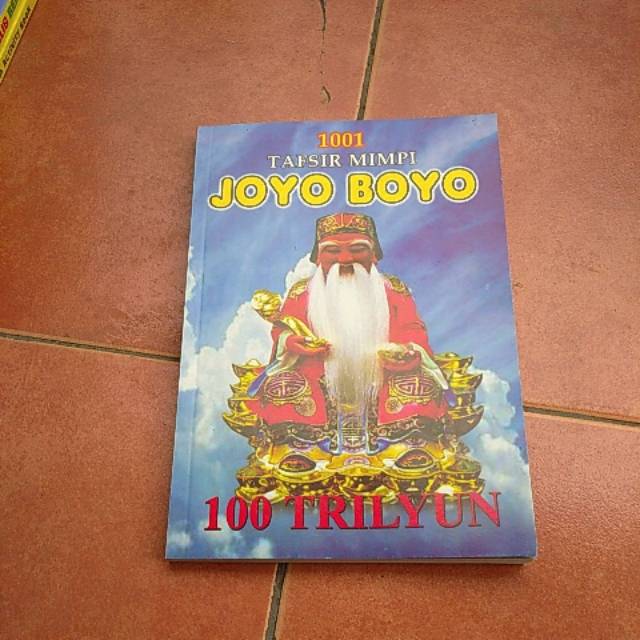 1001
TAFSIR MIMPI
JOYO BOYO
100 TRILYUN